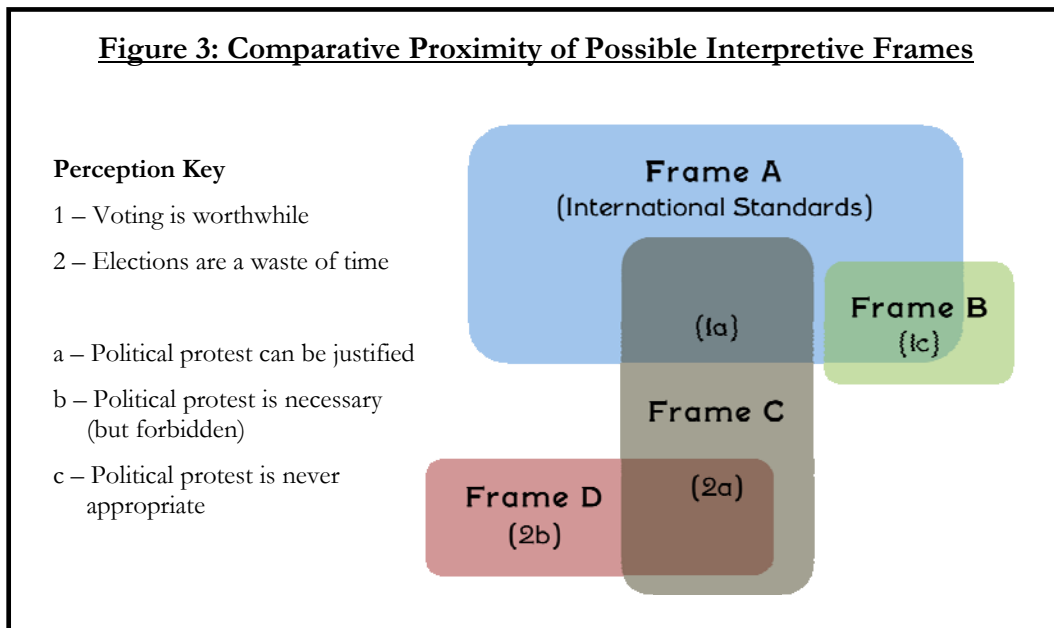 Figure 3: Comparative Proximity of Possible Interpretive Frames
Perception Key
1 – Voting is worthwhile
2 – Elections are a waste of time
a – Political protest can be justified
b – Political protest is necessary
(but forbidden)
c – Political protest is never
appropriate
Frame A
(International Standards)
(1a)
Frame B
(1c)
Frame C
(2a)
Frame D
(2b)